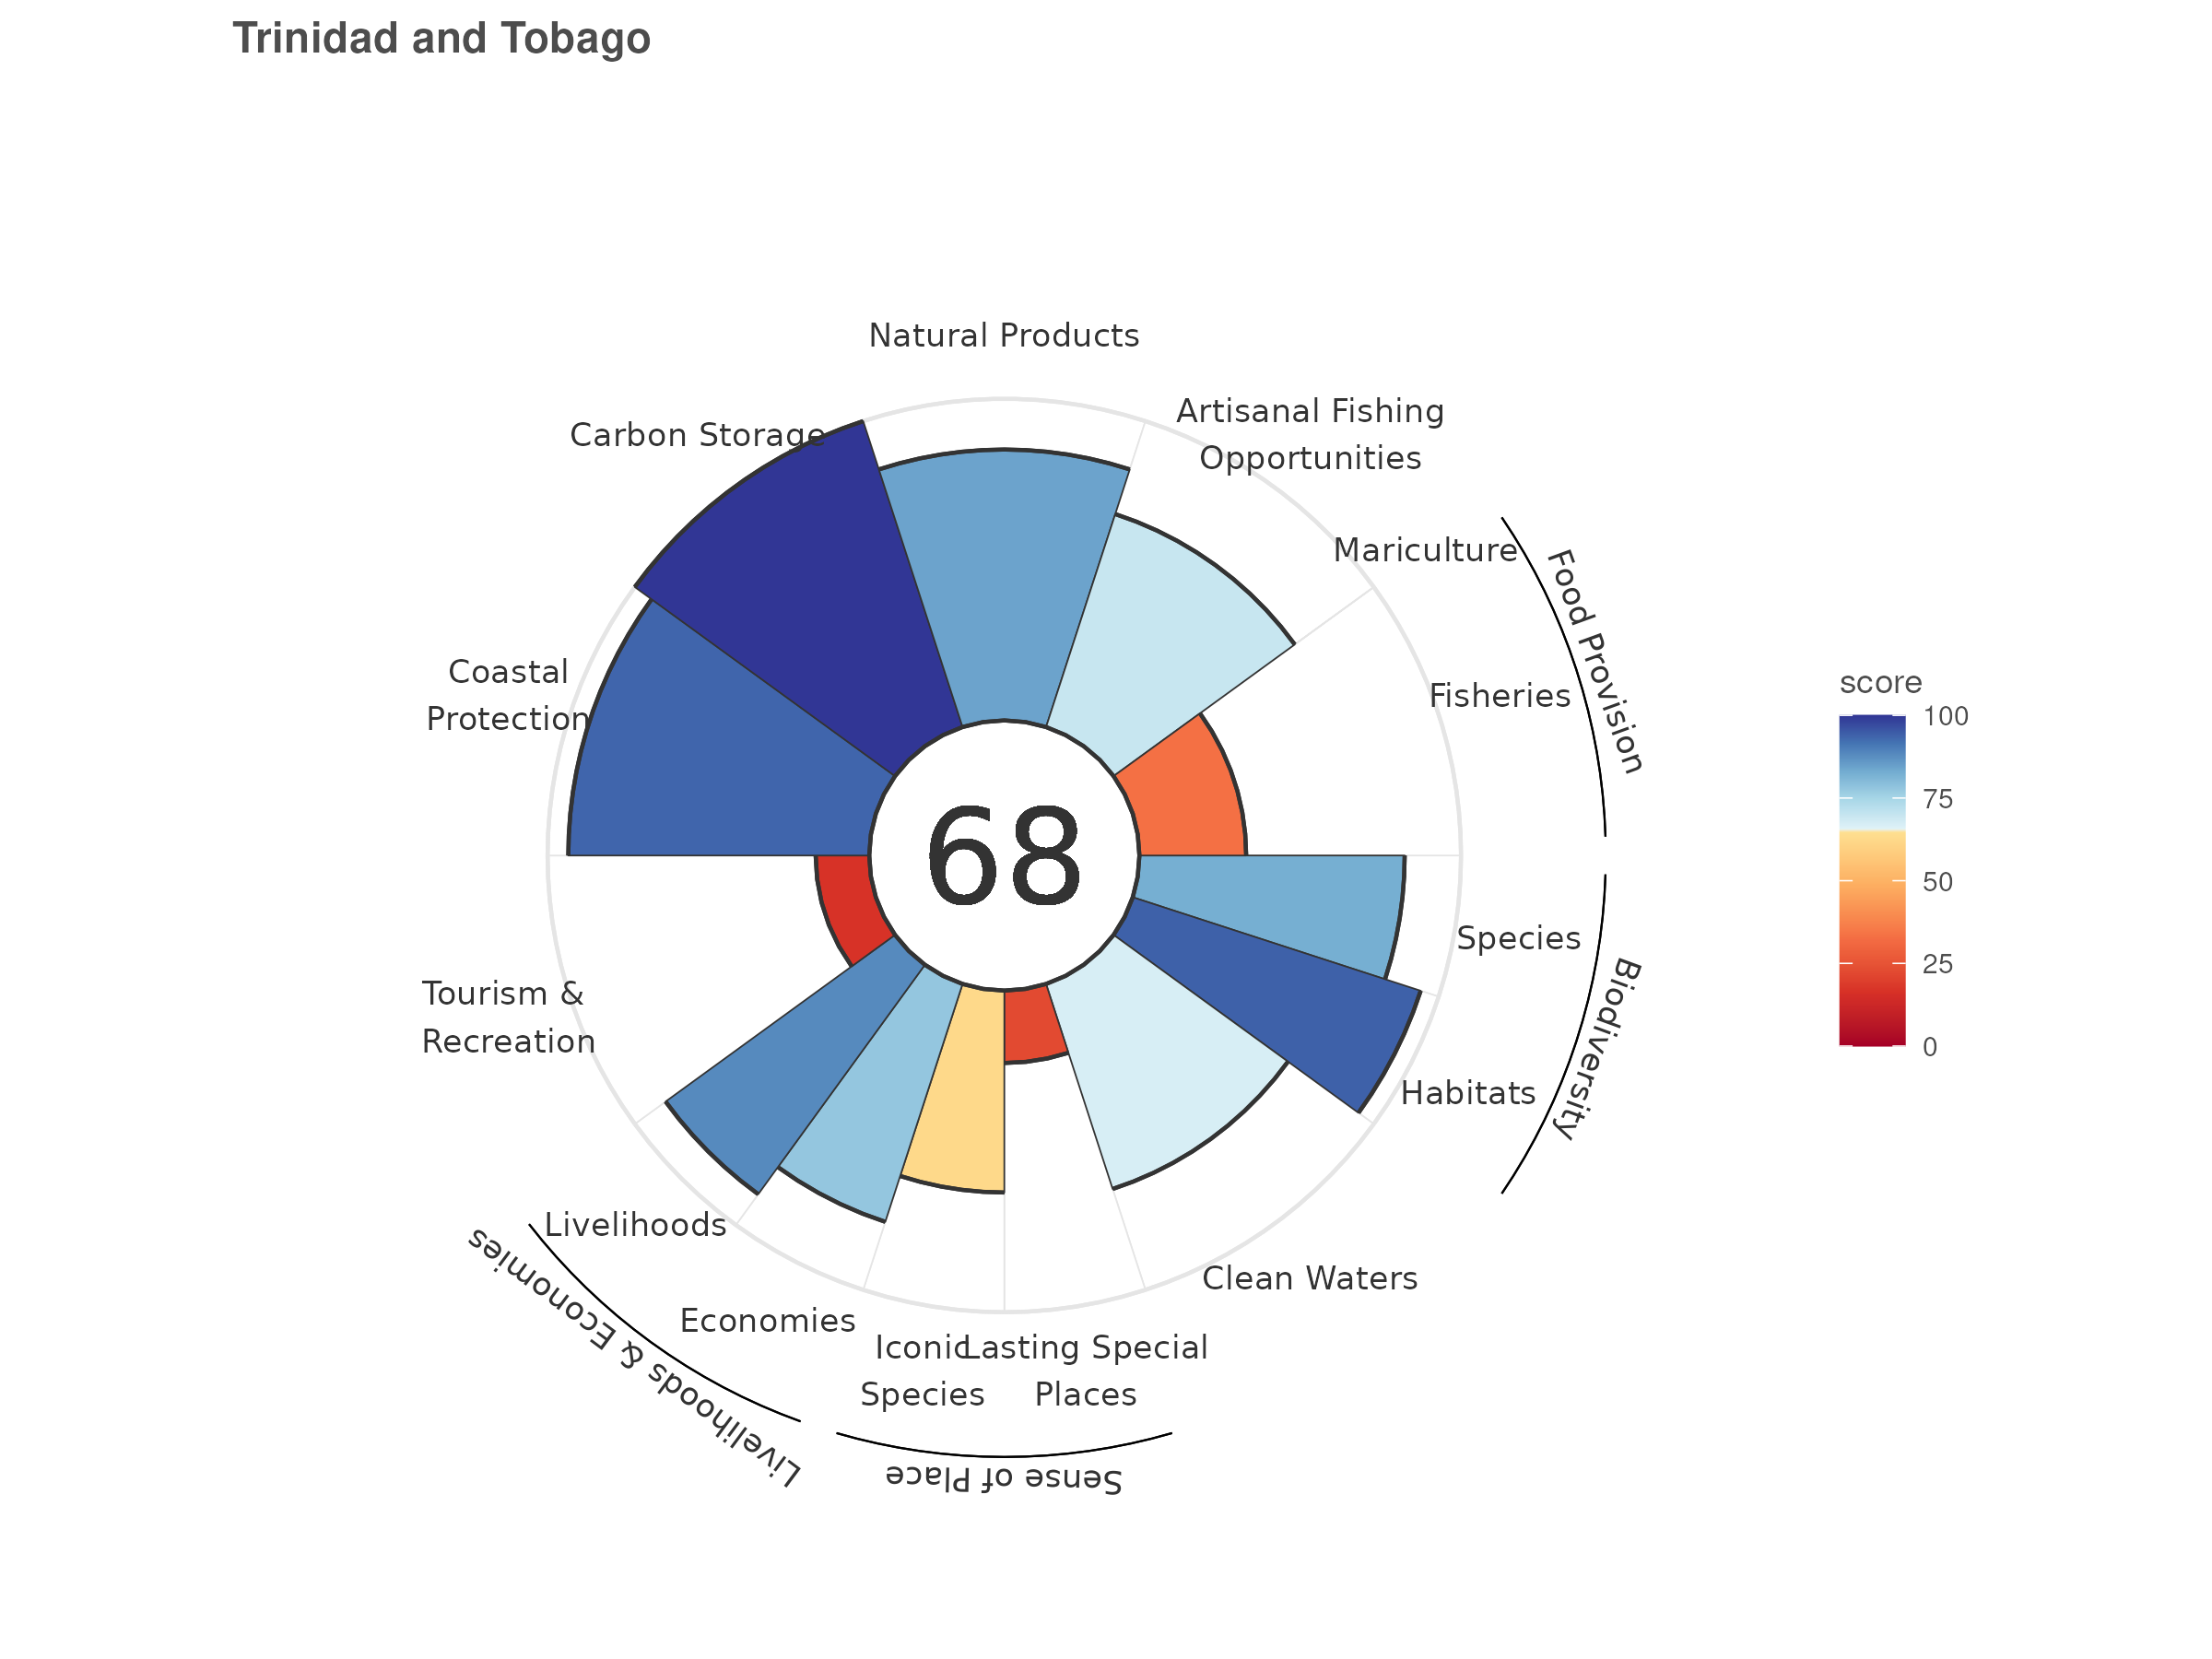 Trinidad and Tobago
Natural Products
Artisanal Fishing
Opportunities
Carbon Storage
Mariculture
Food Provision
Fisheries
Coastal
Protection
68
Species
Biodiversity
Habitats
Tourism &
Recreation
Livelihoods
Livelihoods & Economies
Economies
Clean Waters
Iconic
Species
Lasting Special
Places
Sense of Place
score
100
75
50
25
0